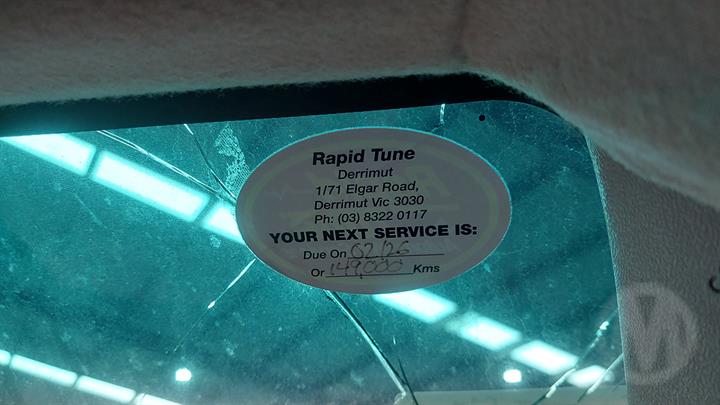 Rapid Tune
Derrimut
1/71 Elgar Road,
Derrimut Vic 3030
Ph: (03) 8322 0117
YOUR NEXT SERVICE IS:
Due On 02/26
Or 149,000 Kms
W